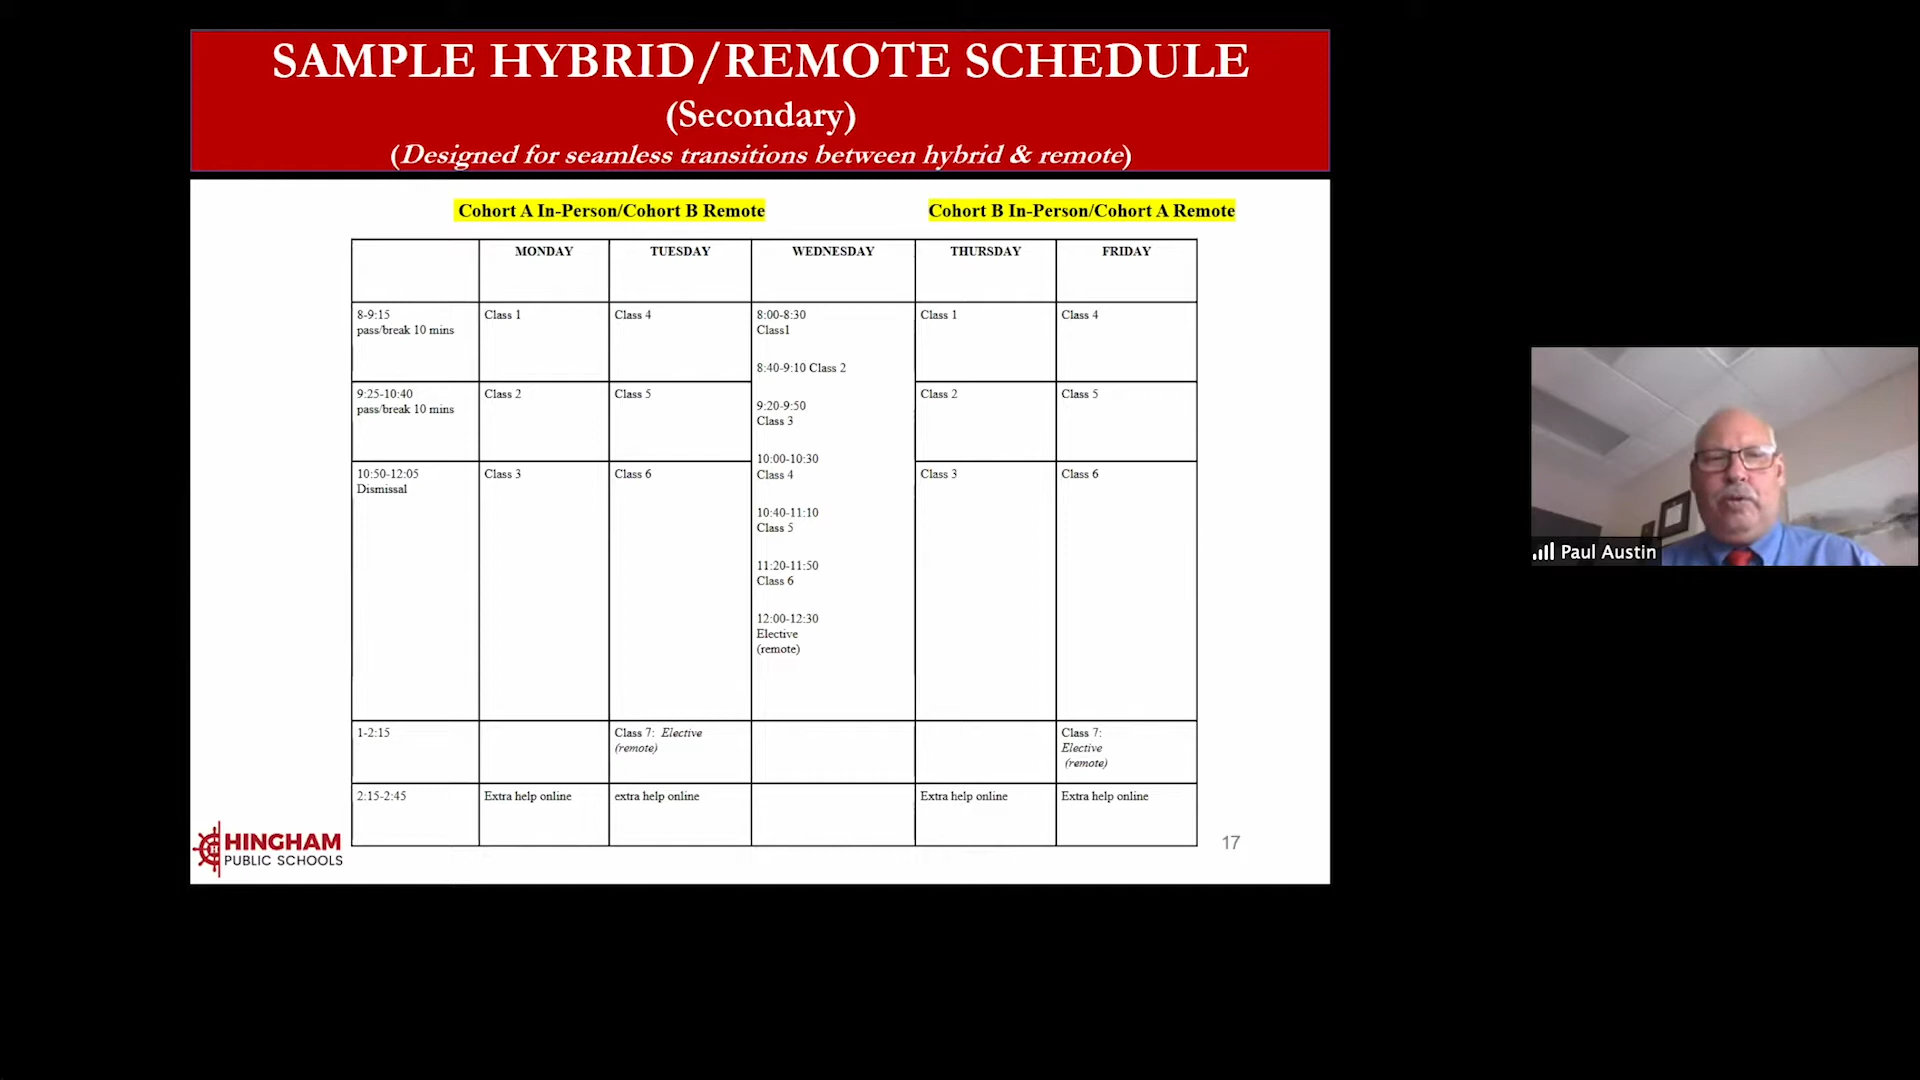 SAMPLE HYBRID/REMOTE SCHEDULE
(Secondary)
(Designed for seamless transitions between hybrid & remote)
Cohort A In-Person/Cohort B Remote
Cohort B In-Person/Cohort A Remote
MONDAY TUESDAY WEDNESDAY THURSDAY FRIDAY
8-9:15
pass/break 10 mins
Class 1
Class 4
8:00-8:30
Class1
8:40-9:10 Class 2
9:20-9:50
Class 3
10:00-10:30
Class 4
10:40-11:10
Class 5
11:20-11:50
Class 6
12:00-12:30
Elective
(remote)
Class 1
Class 4
9:25-10:40
pass/break 10 mins
Class 2
Class 5
Class 2
Class 5
10:50-12:05
Dismissal
Class 3
Class 6
Class 3
Class 6
1-2:15
Class 7: Elective
(remote)
Class 7:
Elective
(remote)
2:15-2:45
Extra help online
extra help online
Extra help online
Extra help online
HINGHAM
PUBLIC SCHOOLS
17
Paul Austin